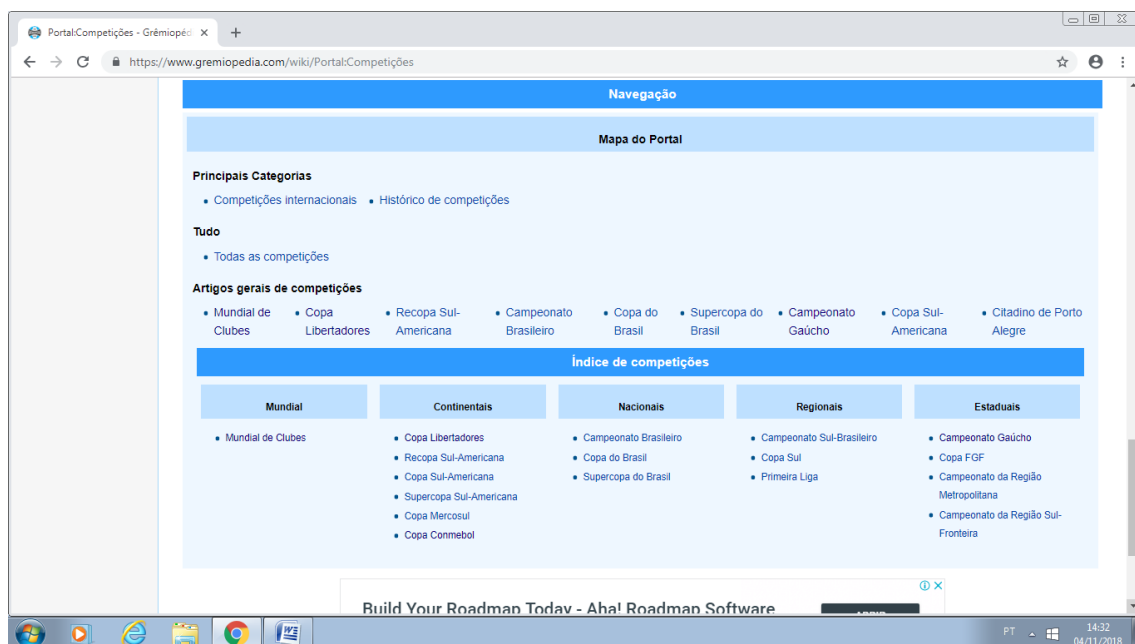 Portal:Competições - Grêmiopéd
https://www.gremiopedia.com/wiki/Portal:Competições
Navegação
Mapa do Portal
Principais Categorias
Competições internacionais
Histórico de competições
Tudo
Todas as competições
Artigos gerais de competições
Mundial de
Clubes
Copa
Libertadores
Recopa Sul-
Americana
Campeonato
Brasileiro
Copa do
Brasil
Supercopa do
Brasil
Campeonato
Gaúcho
Copa Sul-
Americana
Citadino de Porto
Alegre
Índice de competições
Mundial
Mundial de Clubes
Continentais
Copa Libertadores
Recopa Sul-Americana
Copa Sul-Americana
Supercopa Sul-Americana
Copa Mercosul
Copa Conmebol
Nacionais
Campeonato Brasileiro
Copa do Brasil
Supercopa do Brasil
Regionais
Campeonato Sul-Brasileiro
Copa Sul
Primeira Liga
Estaduais
Campeonato Gaúcho
Copa FGF
Campeonato da Região
Metropolitana
Campeonato da Região Sul-
Fronteira
Build Your Roadmap Today - Aha! Roadmap Software
PT
14:32
04/11/2018